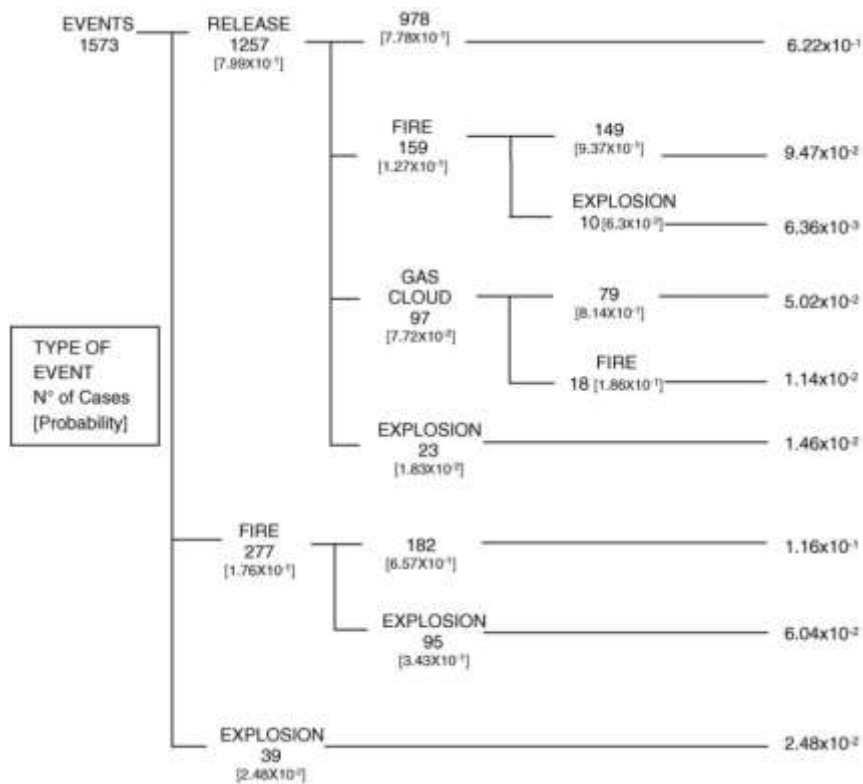 EVENTS
1573
RELEASE
1257
[7.99X10⁻¹]
978
[7.78X10⁻¹]
6.22x10⁻¹
FIRE
159
[1.27X10⁻¹]
149
[9.37X10⁻¹]
9.47x10⁻²
EXPLOSION
10 [6.3X10⁻²]
6.36x10⁻³
GAS
CLOUD
97
[7.72X10⁻²]
79
[8.14X10⁻¹]
5.02x10⁻²
FIRE
18 [1.86X10⁻¹]
1.14x10⁻²
EXPLOSION
23
[1.83X10⁻²]
1.46x10⁻²
TYPE OF
EVENT
N° of Cases
[Probability]
FIRE
277
[1.76X10⁻¹]
182
[6.57X10⁻¹]
1.16x10⁻¹
EXPLOSION
95
[3.43X10⁻¹]
6.04x10⁻²
EXPLOSION
39
[2.48X10⁻²]
2.48x10⁻²